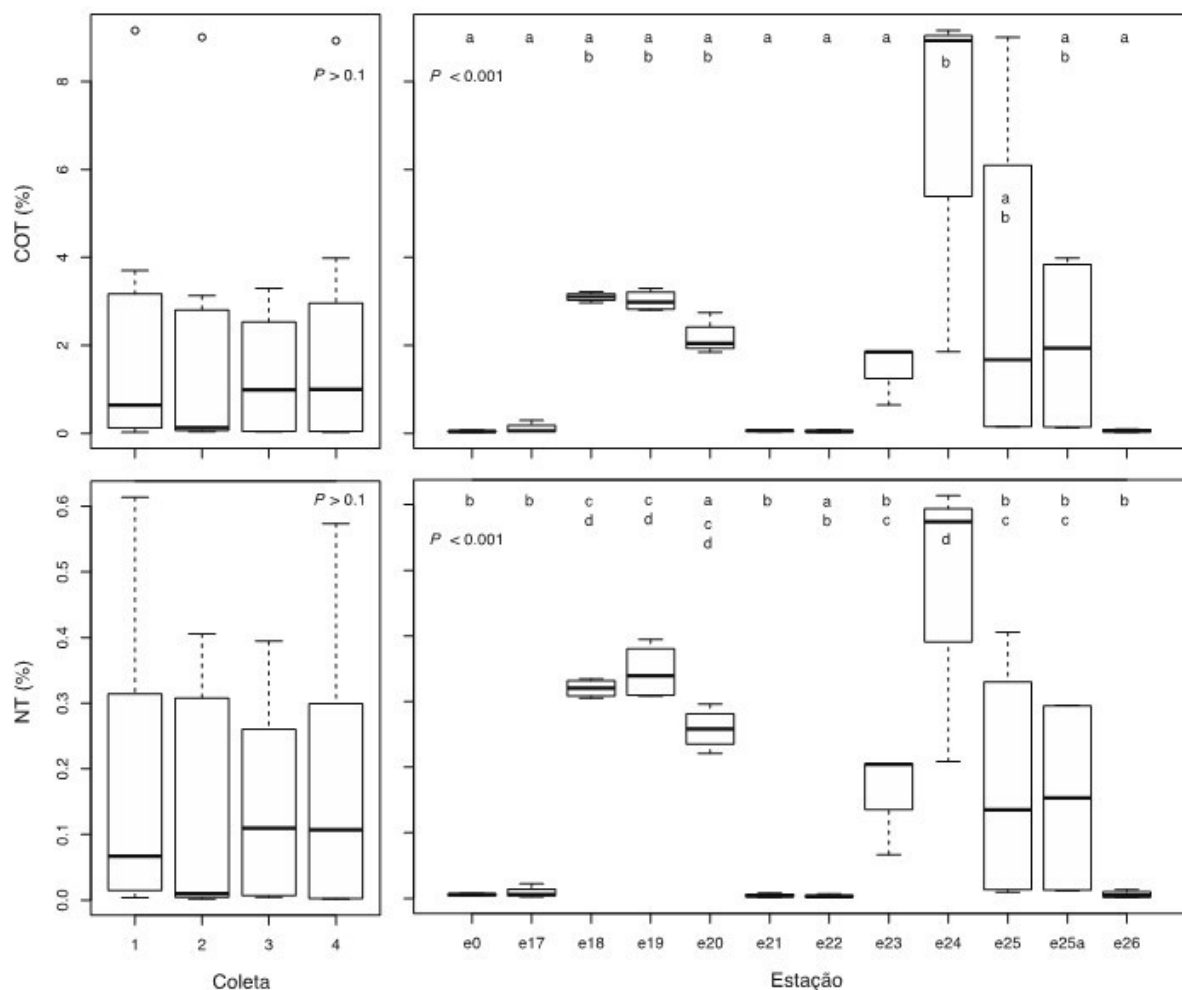 COT (%)
8
6
4
2
0
P > 0.1
a a a a a a a a a a
b b b b b
P < 0.001
a
b
NT (%)
0.6
0.5
0.4
0.3
0.2
0.1
0.0
P > 0.1
b b c c a b a b b b b
d d c b c d c c
P < 0.001 d
1 2 3 4
e0 e17 e18 e19 e20 e21 e22 e23 e24 e25 e25a e26
Coleta
Estação